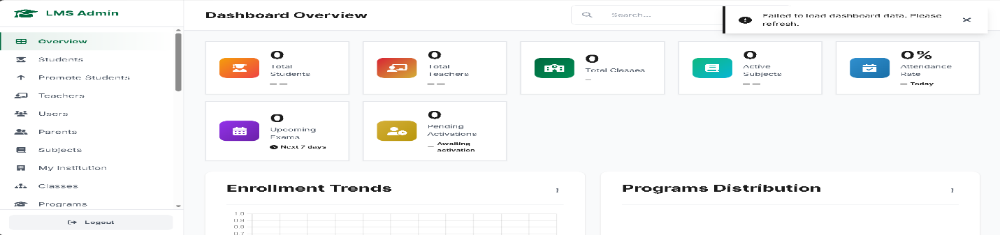 LMS Admin
Dashboard Overview
Search...
Failed to load dashboard data. Please
refresh.
Overview
Students
Promote Students
Teachers
Users
Parents
Subjects
My Institution
Classes
Programs
Logout
0
Total
Students
— —
0
Total
Teachers
— —
0
Total Classes
—
0
Active
Subjects
— —
0%
Attendance
Rate
— Today
0
Upcoming
Exams
Next 7 days
0
Pending
Activations
— Awaiting
activation
Enrollment Trends
1.0
0.9
0.8
0.7
Programs Distribution